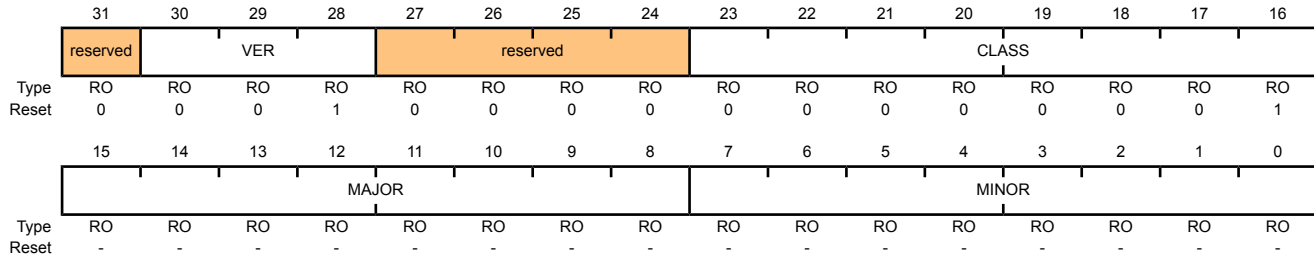 31 30 29 28 27 26 25 24 23 22 21 20 19 18 17 16
reserved VER reserved CLASS
Type RO RO RO RO RO RO RO RO RO RO RO RO RO RO RO RO
Reset 0 0 0 1 0 0 0 0 0 0 0 0 0 0 0 1
15 14 13 12 11 10 9 8 7 6 5 4 3 2 1 0
MAJOR MINOR
Type RO RO RO RO RO RO RO RO RO RO RO RO RO RO RO RO
Reset - - - - - - - - - - - - - - - -